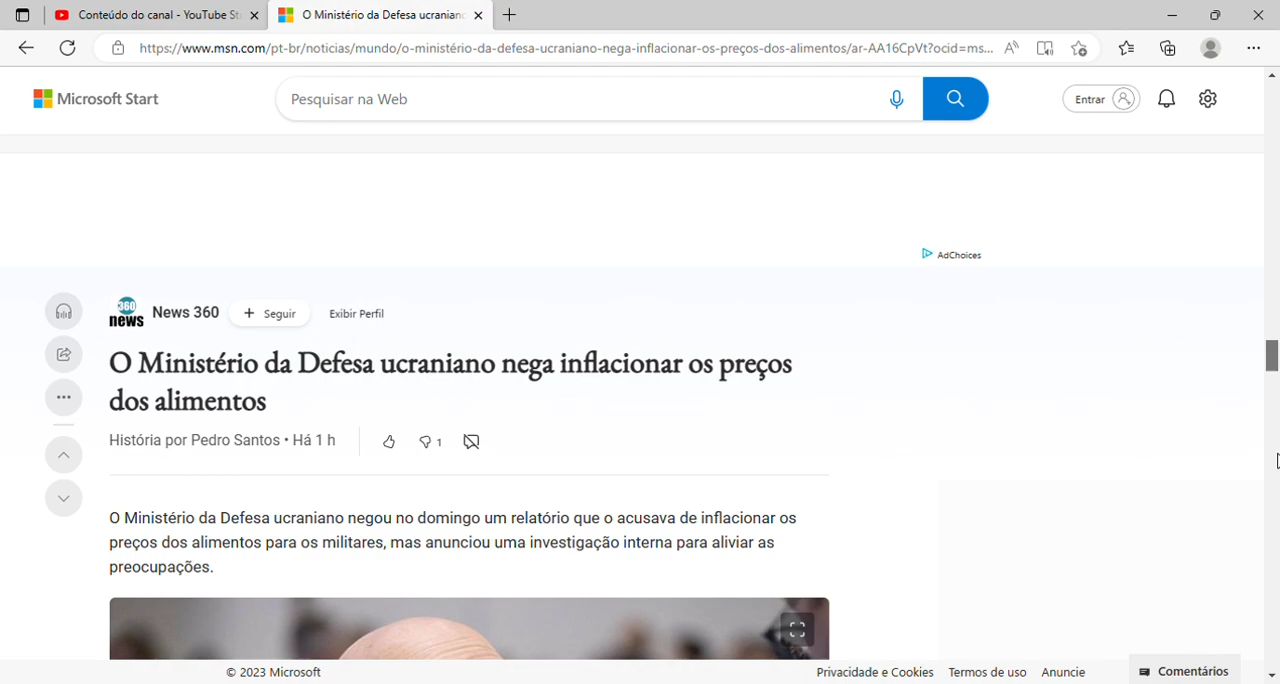 Conteúdo do canal - YouTube St
O Ministério da Defesa ucranian
https://www.msn.com/pt-br/noticias/mundo/o-ministério-da-defesa-ucraniano-nega-inflacionar-os-preços-dos-alimentos/ar-AA16CpVt?ocid=ms...
Microsoft Start
Pesquisar na Web
Entrar
AdChoices
360 news
News 360
+ Seguir
Exibir Perfil
O Ministério da Defesa ucraniano nega inflacionar os preços
dos alimentos
História por Pedro Santos • Há 1 h
1
O Ministério da Defesa ucraniano negou no domingo um relatório que o acusava de inflacionar os
preços dos alimentos para os militares, mas anunciou uma investigação interna para aliviar as
preocupações.
© 2023 Microsoft
Privacidade e Cookies
Termos de uso
Anuncie
Comentários